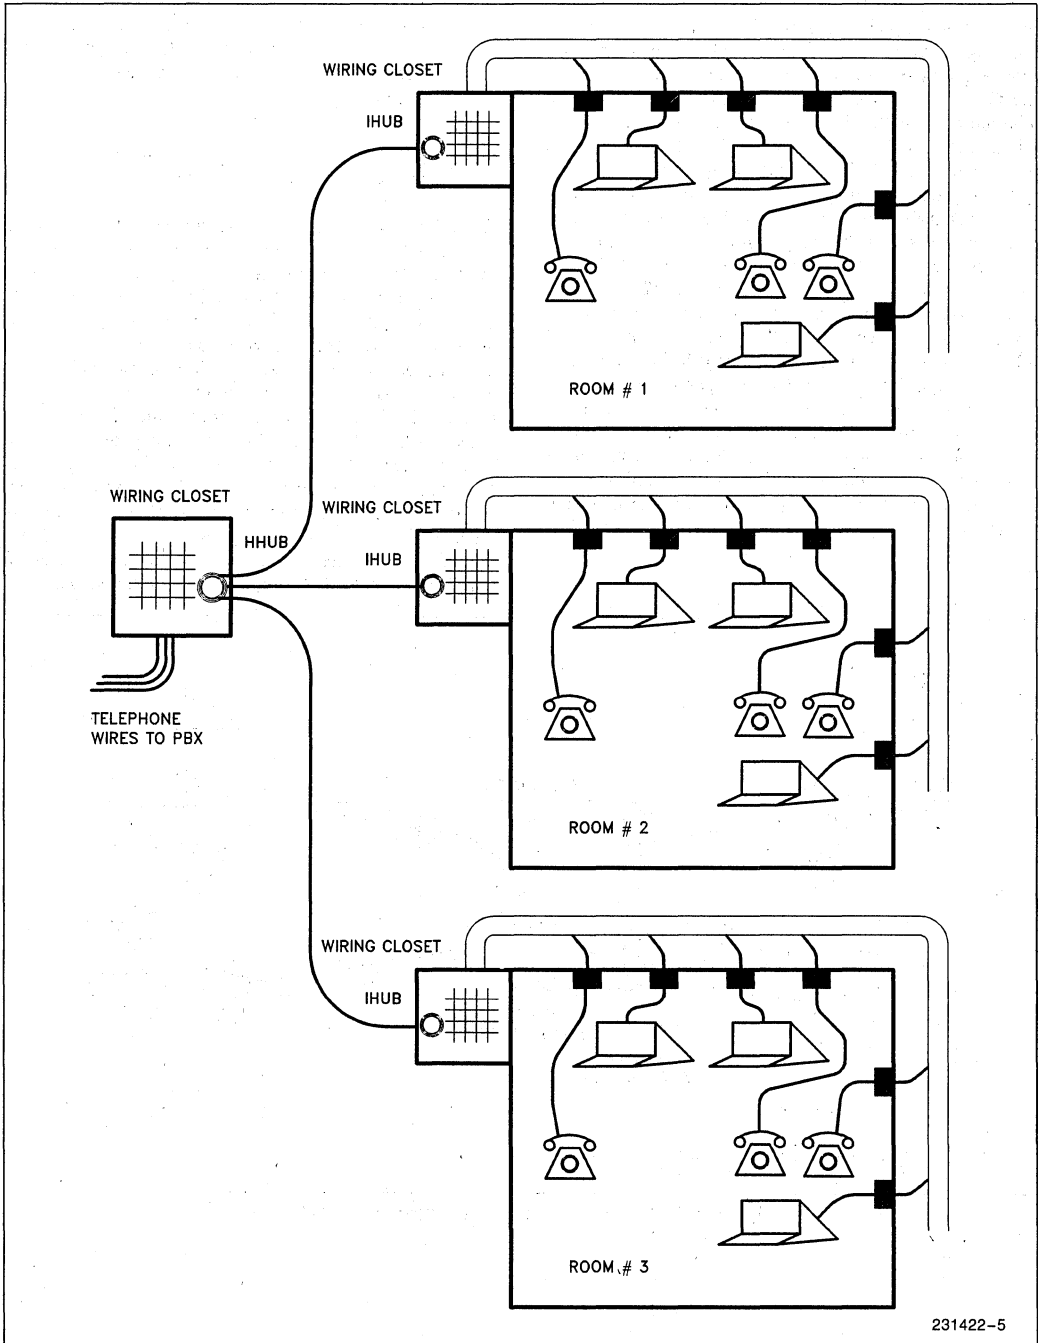 WIRING CLOSET
IHUB
ROOM # 1
WIRING CLOSET
HHUB
TELEPHONE
WIRES TO PBX
WIRING CLOSET
IHUB
ROOM # 2
WIRING CLOSET
IHUB
ROOM # 3
231422-5